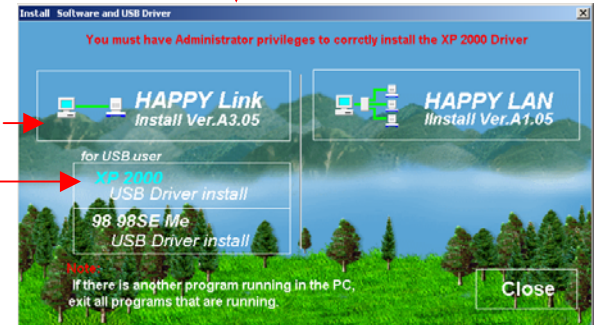 Install Software and USB Driver
You must have Administrator privileges to corrctly install the XP 2000 Driver
HAPPY Link
Install Ver.A3.05
HAPPY LAN
IInstall Ver.A1.05
for USB user
XP 2000
USB Driver install
98 98SE Me
USB Driver install
Note:
If there is another program running in the PC,
exit all programs that are running.
Close